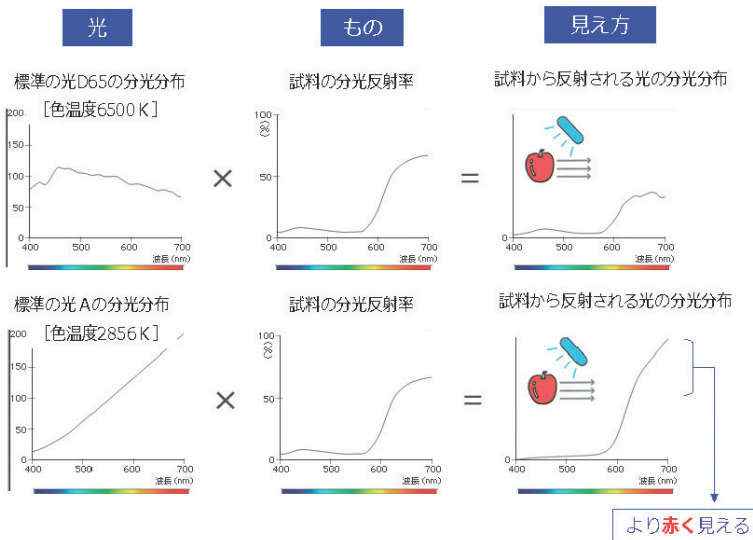 光
もの
見え方
標準の光D65の分光分布
［色温度6500K］
試料の分光反射率
試料から反射される光の分光分布
200
150
100
50
0
400
500
600
700
波長(nm)
×
100
(%)
50
0
400
500
600
700
波長(nm)
=
0
400
500
600
700
波長(nm)
標準の光Aの分光分布
［色温度2856K］
試料の分光反射率
試料から反射される光の分光分布
200
150
100
50
0
400
500
600
700
波長(nm)
×
100
(%)
50
0
400
500
600
700
波長(nm)
=
0
400
500
600
700
波長(nm)
より赤く見える